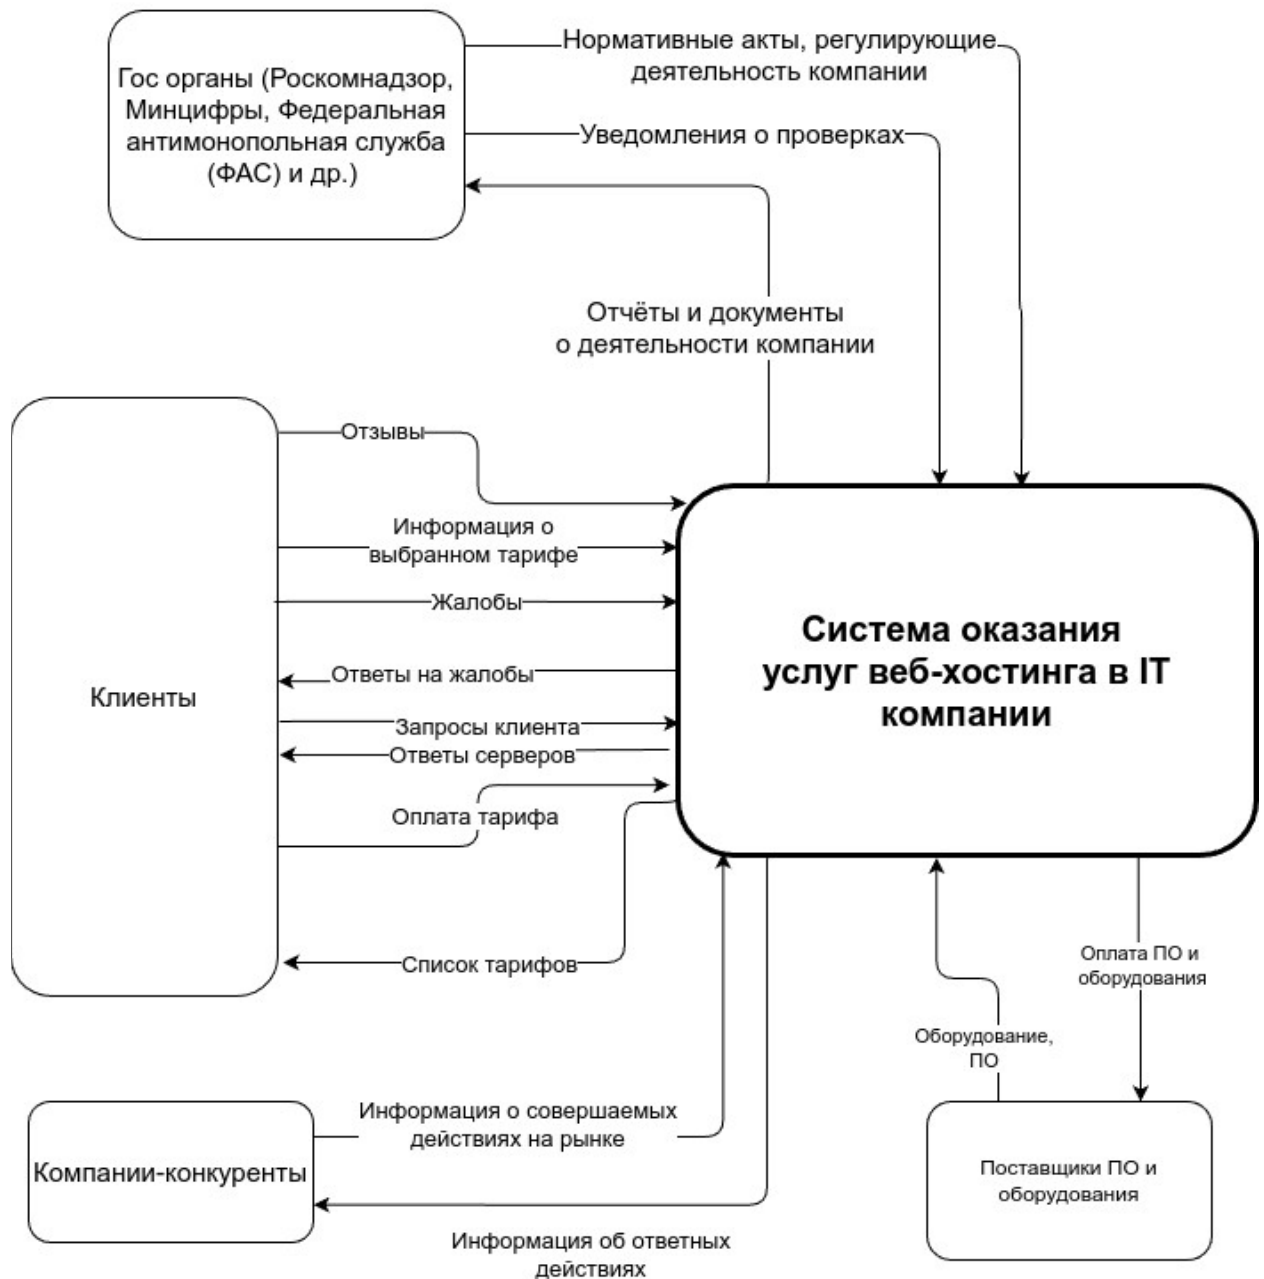 Нормативные акты, регулирующие
деятельность компании
Гос органы (Роскомнадзор,
Минцифры, Федеральная
антимонопольная служба
(ФАС) и др.)
Уведомления о проверках
Отчёты и документы
о деятельности компании
Отзывы
Информация о
выбранном тарифе
Жалобы
Ответы на жалобы
Запросы клиента
Ответы серверов
Оплата тарифа
Список тарифов
Клиенты
Система оказания
услуг веб-хостинга в IT
компании
Оплата ПО и
оборудования
Оборудование,
ПО
Информация о совершаемых
действиях на рынке
Компании-конкуренты
Поставщики ПО и
оборудования
Информация об ответных
действиях